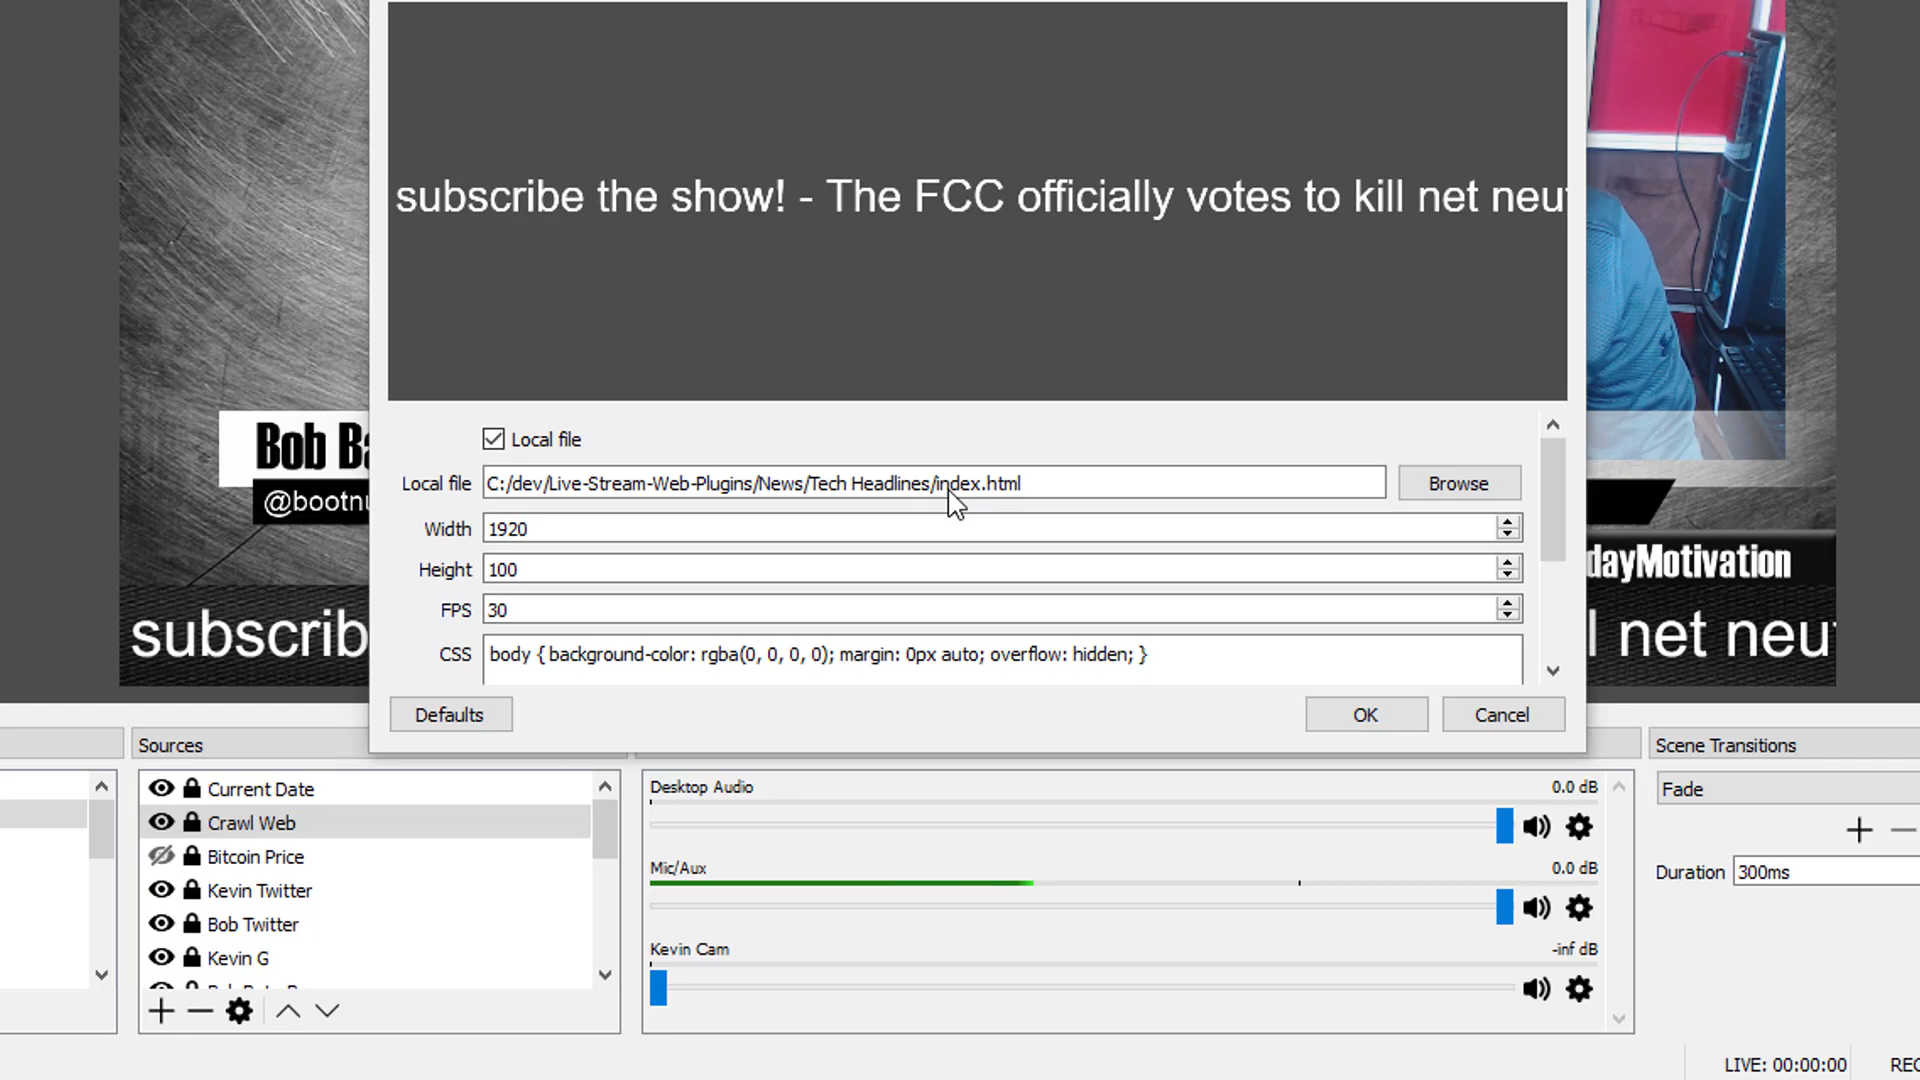 subscribe the show! - The FCC officially votes to kill net neu
Local file
Local file C:/dev/Live-Stream-Web-Plugins/News/Tech Headlines/index.html Browse
Width 1920
Height 100
FPS 30
CSS body { background-color: rgba(0, 0, 0, 0); margin: 0px auto; overflow: hidden; }
Defaults OK Cancel
Bob Ba
@bootnu
dayMotivation
subscrib
l net neu
Sources
Current Date
Crawl Web
Bitcoin Price
Kevin Twitter
Bob Twitter
Kevin G
Desktop Audio 0.0 dB
Mic/Aux 0.0 dB
Kevin Cam -inf dB
Scene Transitions
Fade
Duration 300ms
LIVE: 00:00:00 REC